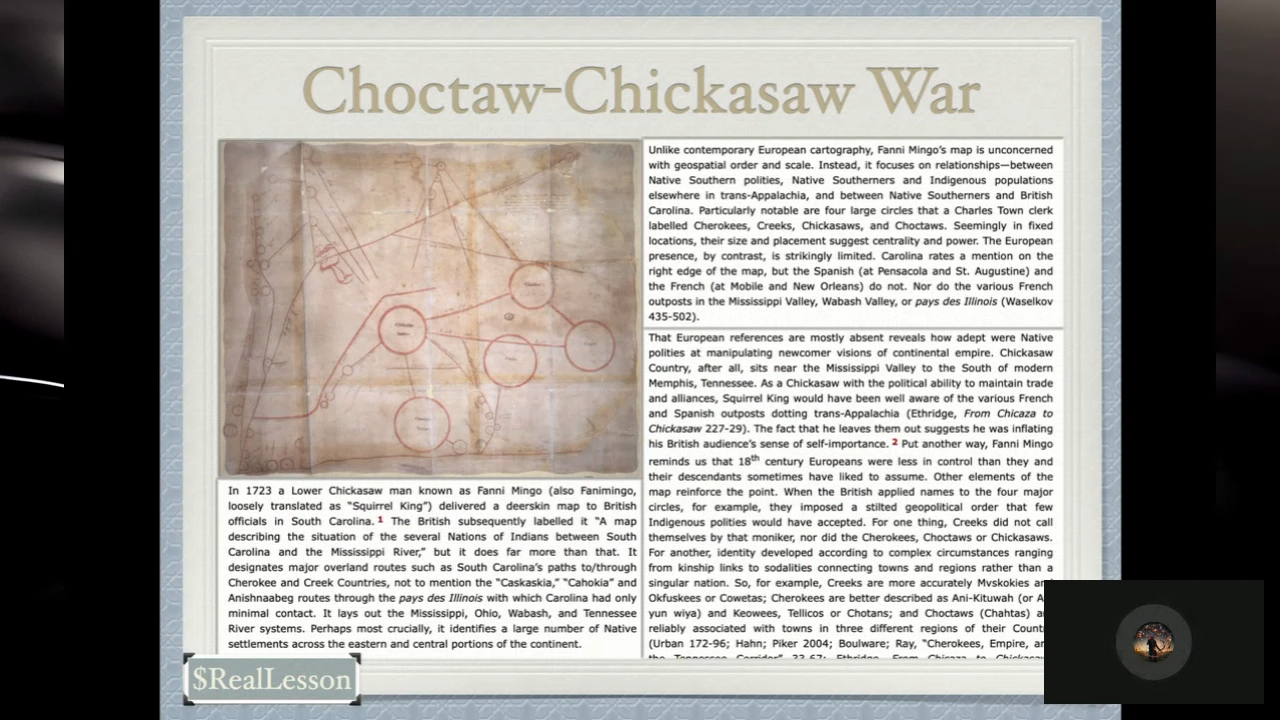 Choctaw-Chickasaw War
Unlike contemporary European cartography, Fanni Mingo's map is unconcerned
with geospatial order and scale. Instead, it focuses on relationships—between
Native Southern polities, Native Southerners and Indigenous populations
elsewhere in trans-Appalachia, and between Native Southerners and British
Carolina. Particularly notable are four large circles that a Charles Town clerk
labelled Cherokees, Creeks, Chickasaws, and Choctaws. Seemingly in fixed
locations, their size and placement suggest centrality and power. The European
presence, by contrast, is strikingly limited. Carolina rates a mention on the
right edge of the map, but the Spanish (at Pensacola and St. Augustine) and
the French (at Mobile and New Orleans) do not. Nor do the various French
outposts in the Mississippi Valley, Wabash Valley, or pays des Illinois (Waselkov
435-502).
That European references are mostly absent reveals how adept were Native
polities at manipulating newcomer visions of continental empire. Chickasaw
Country, after all, sits near the Mississippi Valley to the South of modern
Memphis, Tennessee. As a Chickasaw with the political ability to maintain trade
and alliances, Squirrel King would have been well aware of the various French
and Spanish outposts dotting trans-Appalachia (Ethridge, From Chicaza to
Chickasaw 227-29). The fact that he leaves them out suggests he was inflating
his British audience's sense of self-importance. 2 Put another way, Fanni Mingo
reminds us that 18th century Europeans were less in control than they and
their descendants sometimes have liked to assume. Other elements of the
map reinforce the point. When the British applied names to the four major
circles, for example, they imposed a stilted geopolitical order that few
Indigenous polities would have accepted. For one thing, Creeks did not call
themselves by that moniker, nor did the Cherokees, Choctaws or Chickasaws.
For another, identity developed according to complex circumstances ranging
from kinship links to sodalities connecting towns and regions rather than a
singular nation. So, for example, Creeks are more accurately Mvskokies
Okfuskees or Cowetas; Cherokees are better described as Ani-Kituwah (or
yun wiya) and Keowees, Tellicos or Chotans; and Choctaws (Chahtas)
reliably associated with towns in three different regions of their
(Urban 172-96; Hahn; Piker 2004; Boulware; Ray, "Cherokees, Empire,
the Tennessee Corridor" Ethridge, From Chicaza to
In 1723 a Lower Chickasaw man known as Fanni Mingo (also Fanimingo,
loosely translated as "Squirrel King") delivered a deerskin map to British
officials in South Carolina. 1 The British subsequently labelled it "A map
describing the situation of the several Nations of Indians between South
Carolina and the Mississippi River," but it does far more than that. It
designates major overland routes such as South Carolina's paths to/through
Cherokee and Creek Countries, not to mention the "Caskaskia," "Cahokia" and
Anishnaabeg routes through the pays des Illinois with which Carolina had only
minimal contact. It lays out the Mississippi, Ohio, Wabash, and Tennessee
River systems. Perhaps most crucially, it identifies a large number of Native
settlements across the eastern and central portions of the continent.
$RealLesson